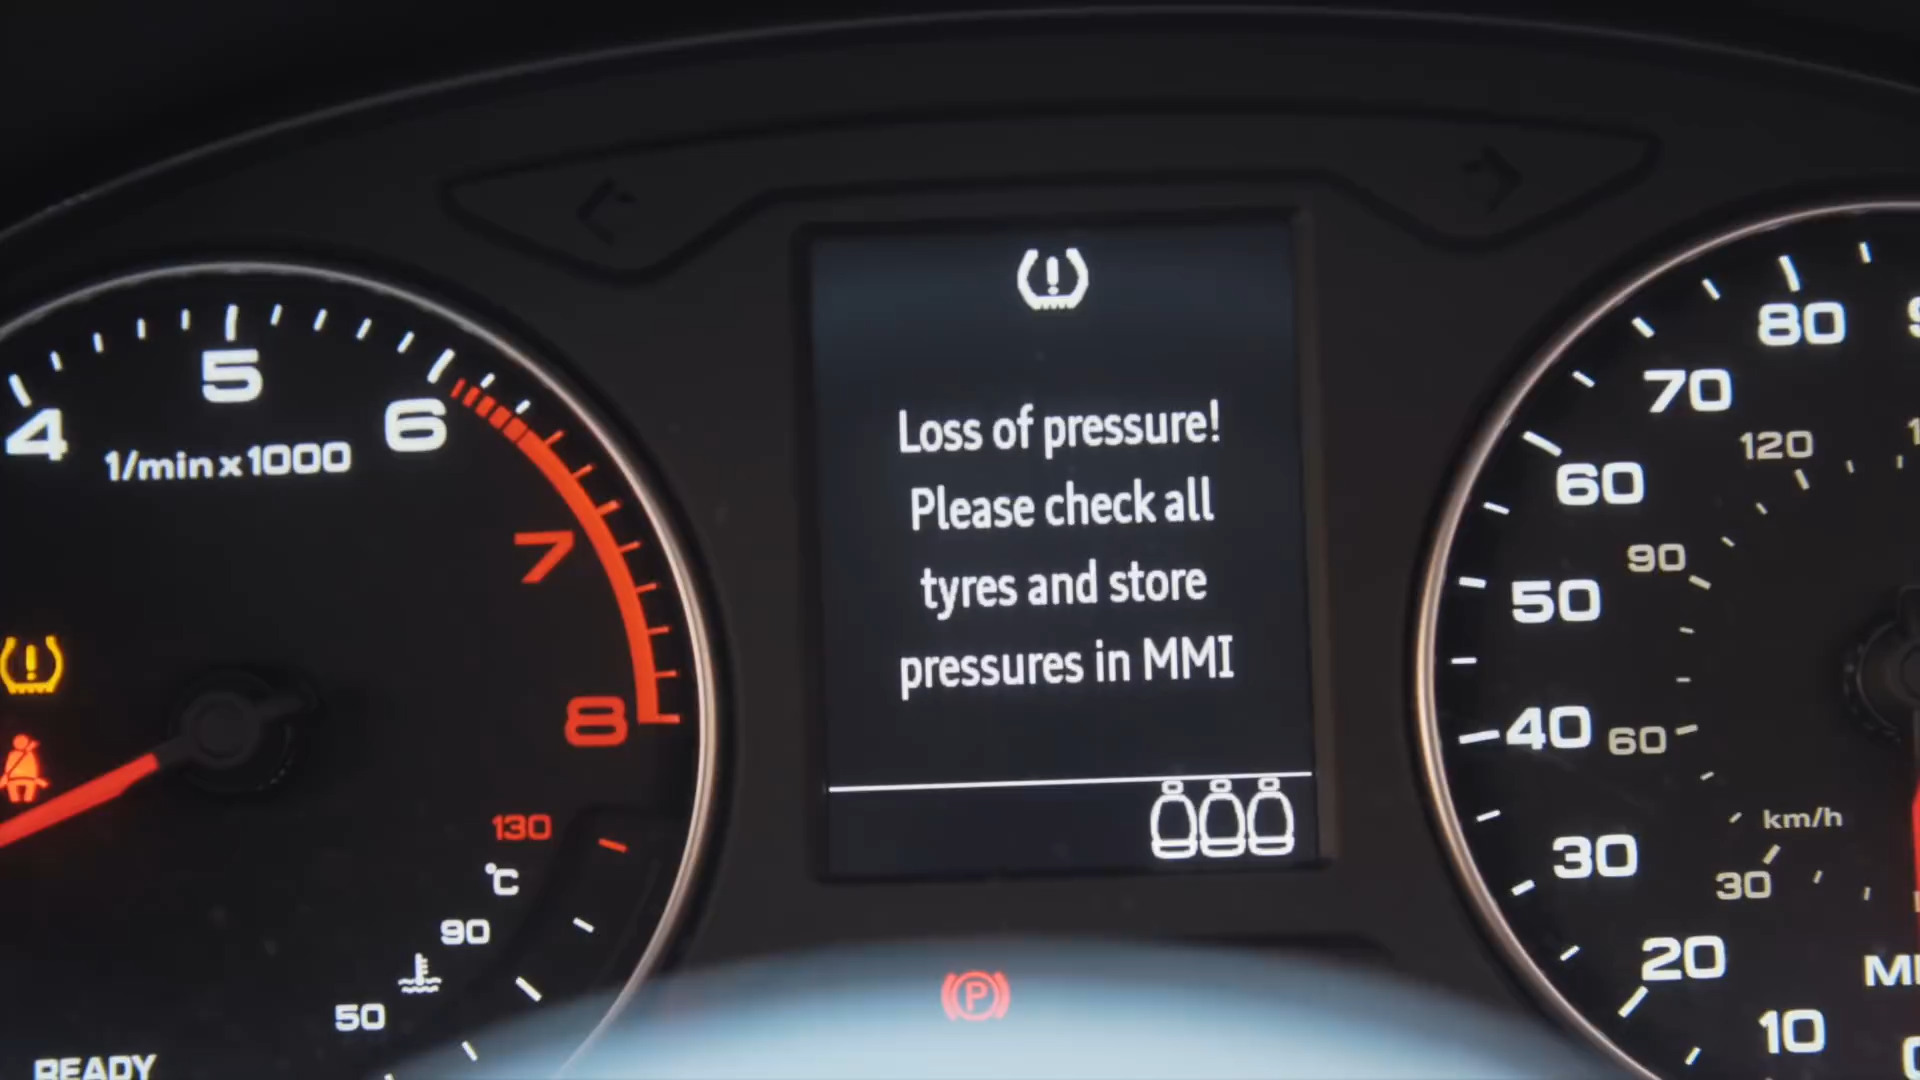 Loss of pressure!
Please check all
tyres and store
pressures in MMI
4
5
6
7
8
1/min x 1000
130
°C
90
50
READY
P
80
70
60
50
40
30
20
10
120
90
60
30
km/h